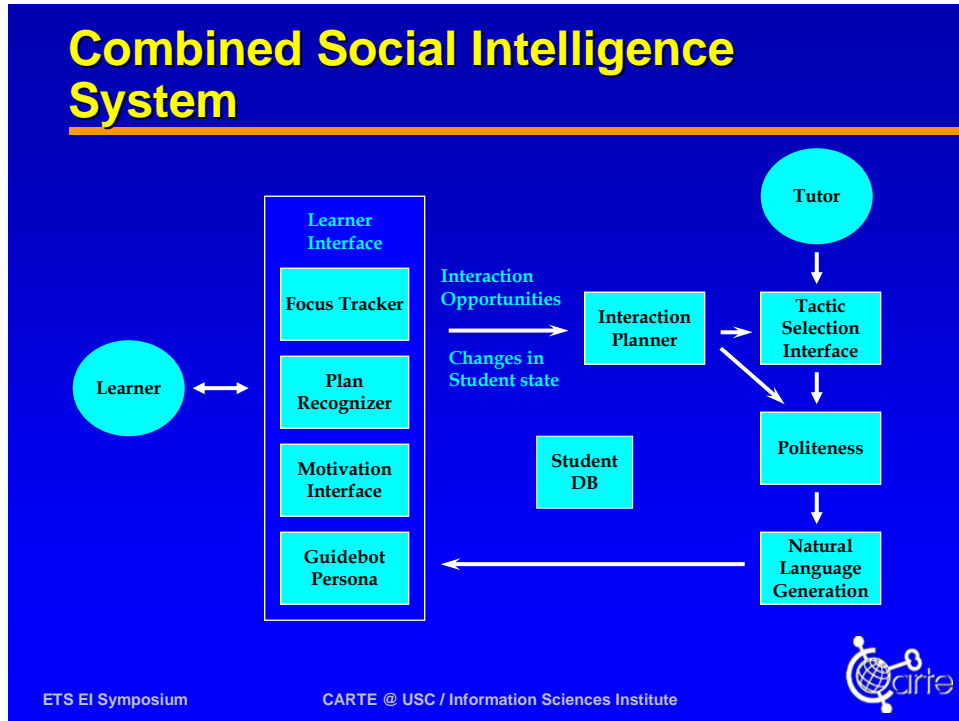 Combined Social Intelligence
System
Tutor
Learner
Interface
Focus Tracker
Interaction
Opportunities
Interaction
Planner
Tactic
Selection
Interface
Changes in
Student state
Learner
Plan
Recognizer
Politeness
Motivation
Interface
Student
DB
Guidebot
Persona
Natural
Language
Generation
ETS EI Symposium
CARTE @ USC / Information Sciences Institute
Carte